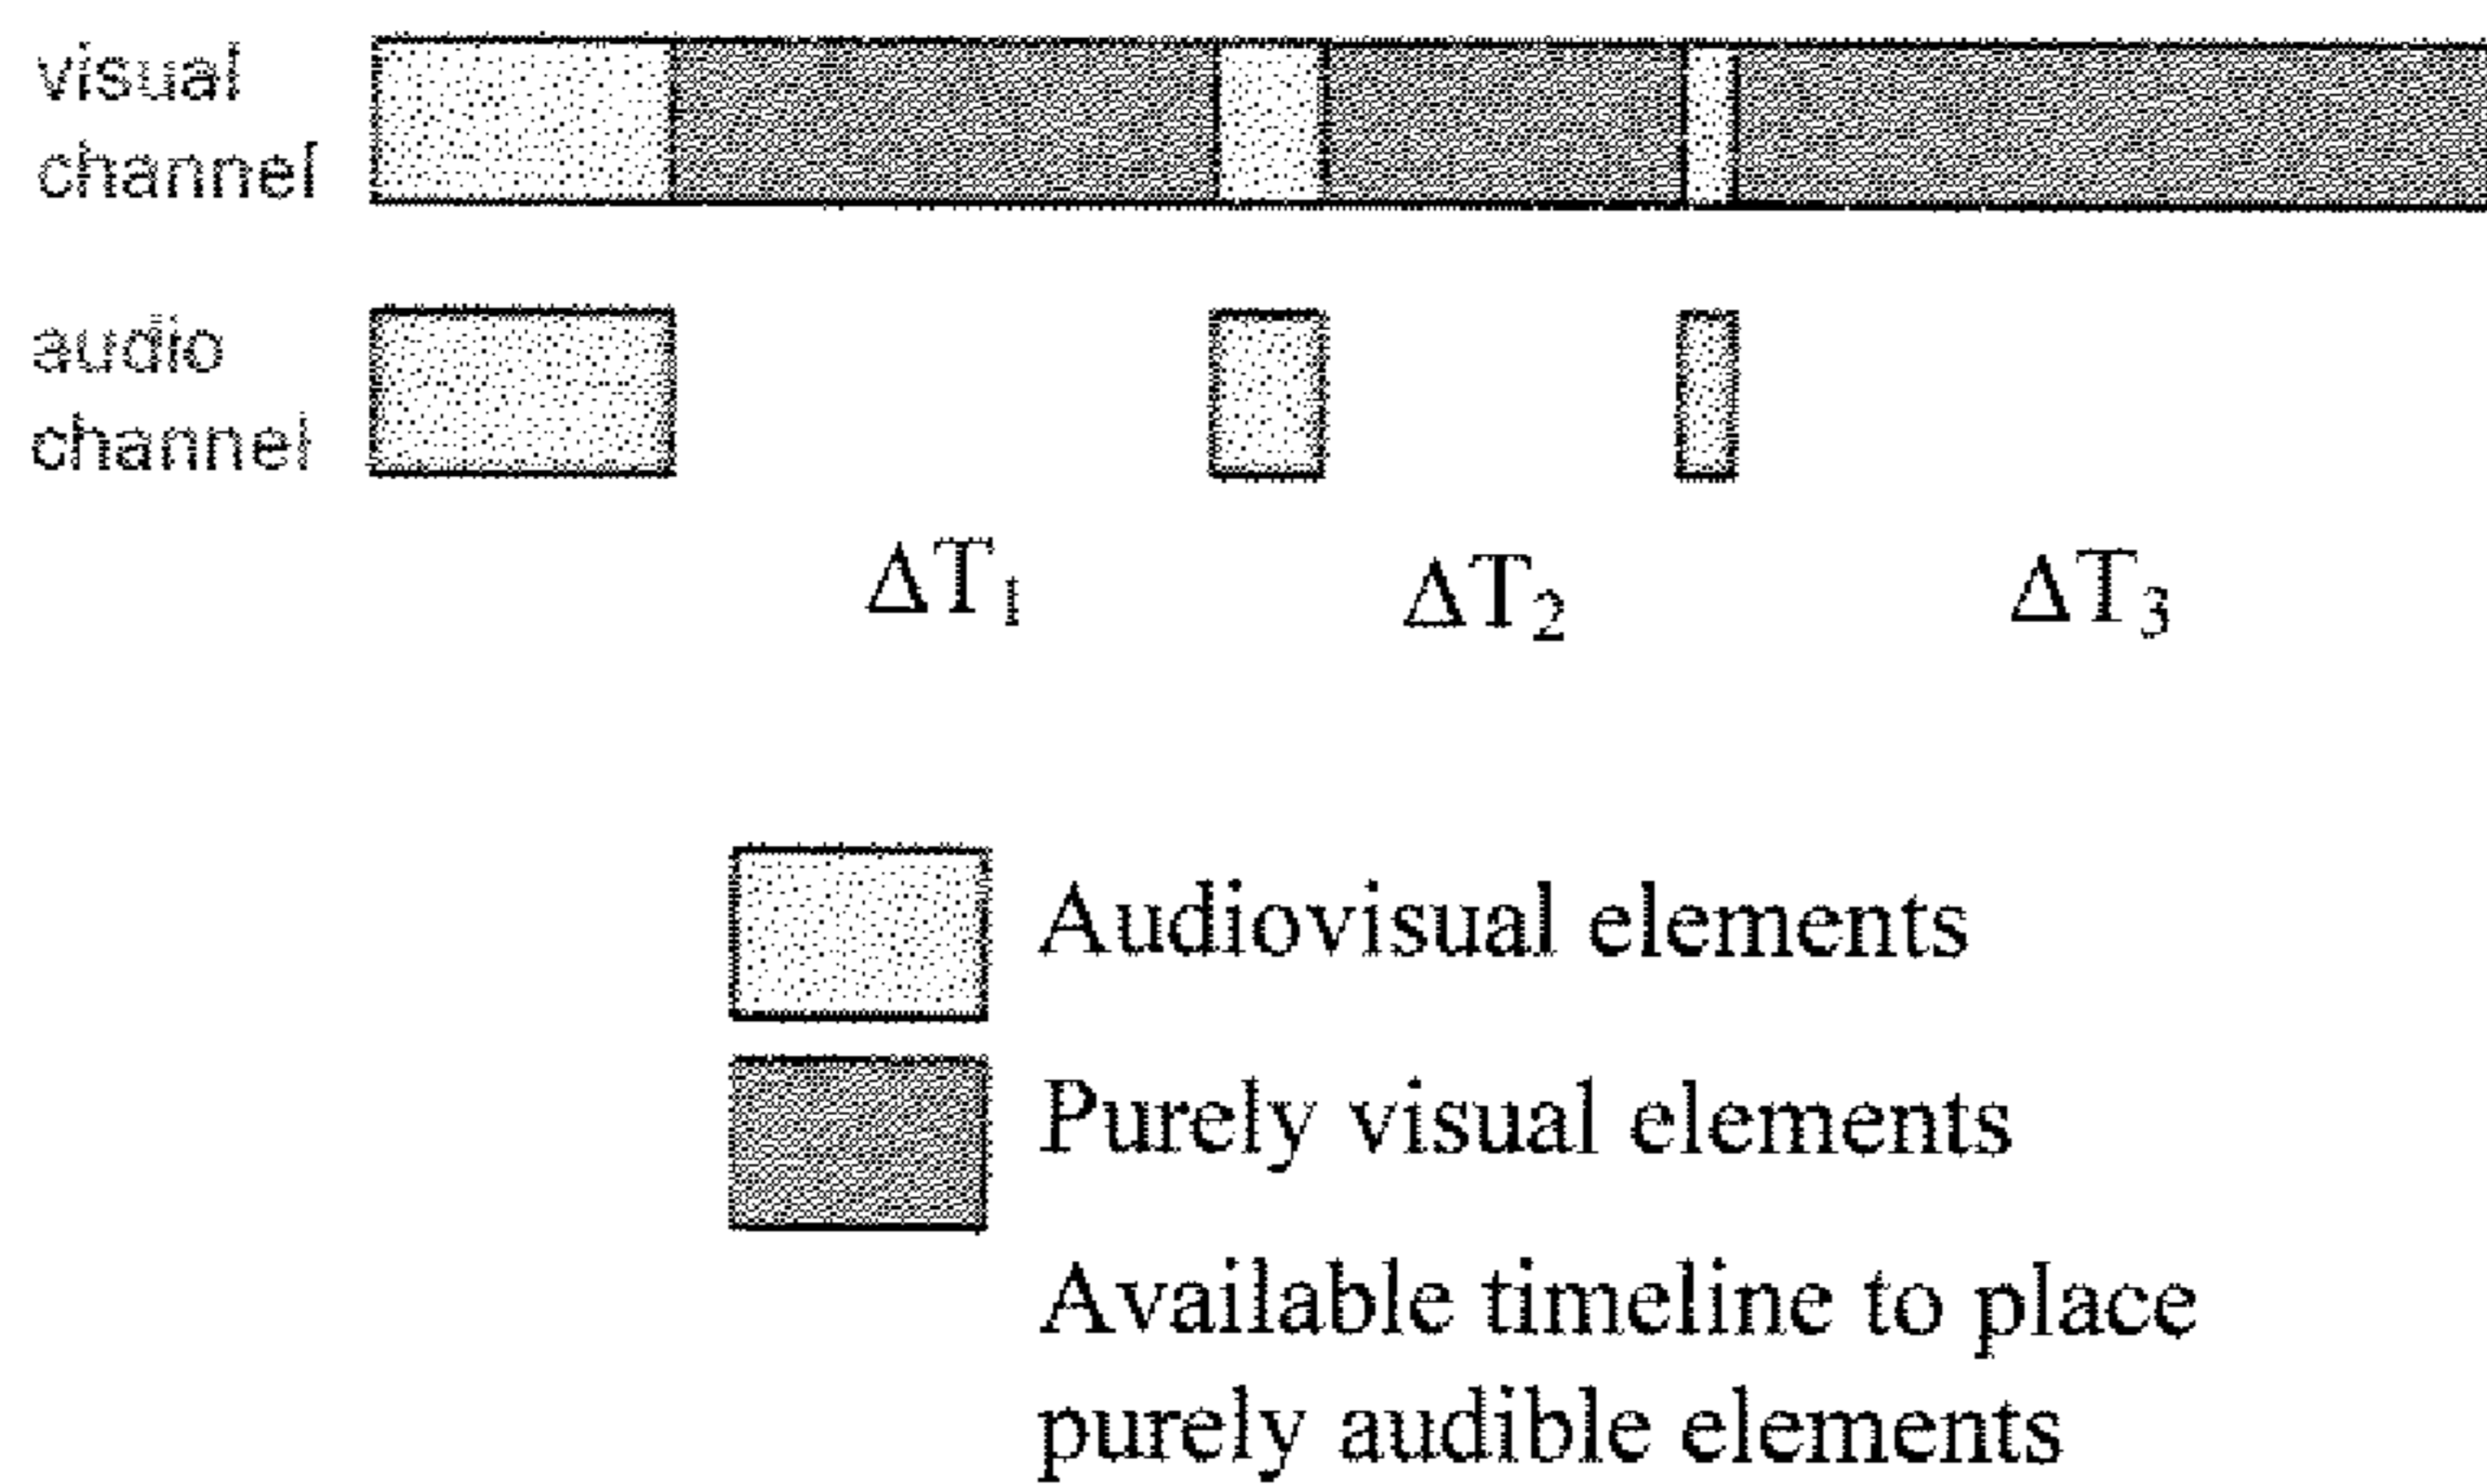 visual
channel
audio
channel
ΔT₁
ΔT₂
ΔT₃
Audiovisual elements
Purely visual elements
Available timeline to place
purely audible elements